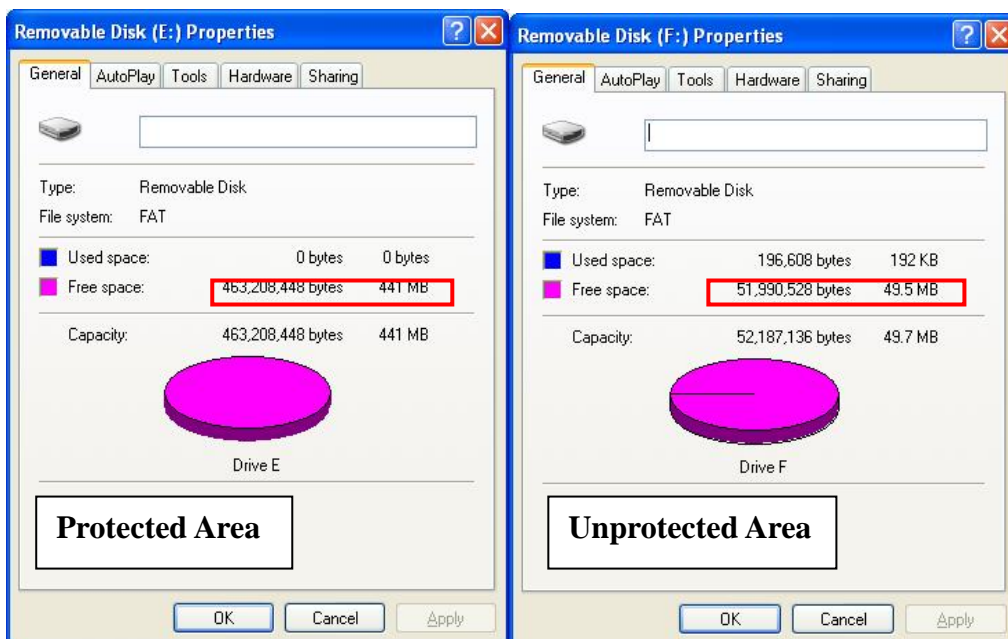 Removable Disk (E:) Properties
General AutoPlay Tools Hardware Sharing
Type: Removable Disk
File system: FAT
Used space: 0 bytes 0 bytes
Free space: 463,208,448 bytes 441 MB
Capacity: 463,208,448 bytes 441 MB
Drive E
Protected Area
OK Cancel Apply
Removable Disk (F:) Properties
General AutoPlay Tools Hardware Sharing
Type: Removable Disk
File system: FAT
Used space: 196,608 bytes 192 KB
Free space: 51,990,528 bytes 49.5 MB
Capacity: 52,187,136 bytes 49.7 MB
Drive F
Unprotected Area
OK Cancel Apply